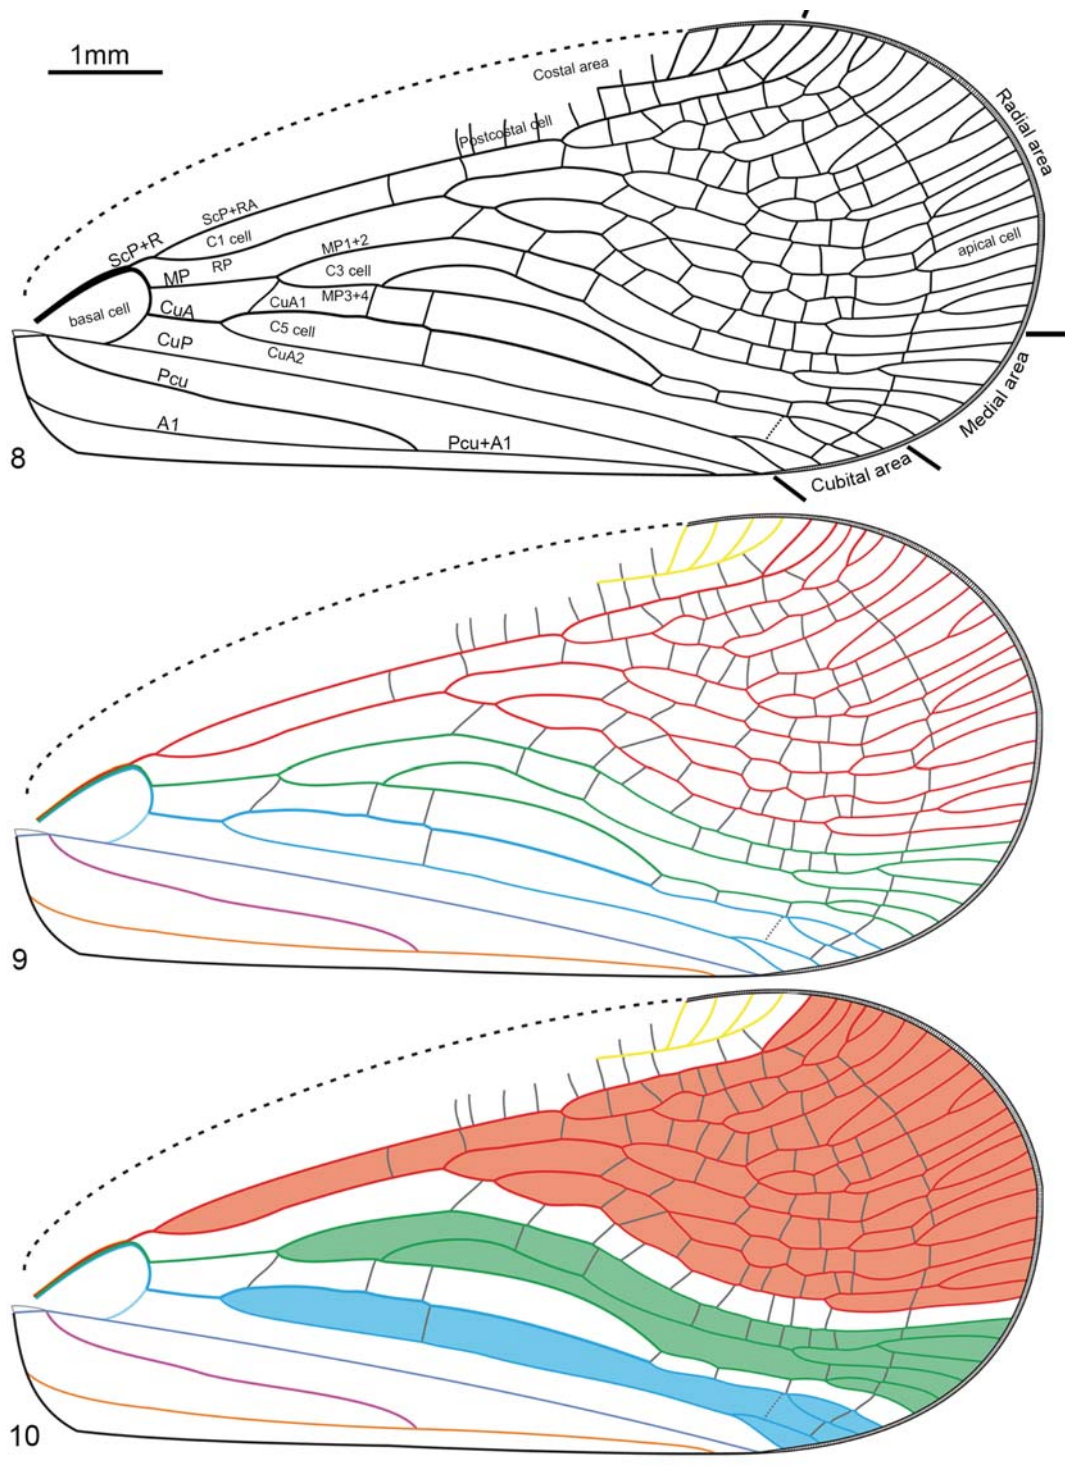 1mm
Costal area
Radial area
Postcostal cell
ScP+RA
C1 cell
ScP+R
MP1+2
RP
MP
C3 cell
apical cell
basal cell
CuA
CuA1
MP3+4
C5 cell
CuP
CuA2
Pcu
Medial area
A1
Pcu+A1
8
Cubital area
9
10